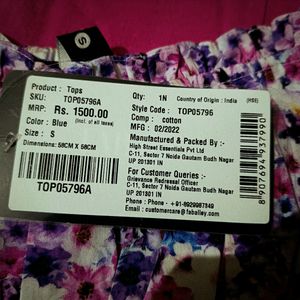 S
Product : Tops
SKU: TOP05796A
MRP: Rs. 1500.00
(Incl. of all taxes)
Color : Blue
Size : S
Dimensions: 58CM X 58CM
TOP05796A
Qty: 1N Country of Origin : India (HSE)
Style Code : TOP05796
Comp : cotton
MFG : 02/2022
Manufactured & Packed By :-
High Street Essentials Pvt Ltd
C-11, Sector 7 Noida Gautam Budh Nagar
UP 201301 IN
For Customer Queries :-
Grievance Redressal Officer
C-11, Sector 7 Noida Gautam Budh Nagar
UP 201301 IN
Phone : Phone - +91-8929987349
Email : customercare@faballey.com
8907694937990